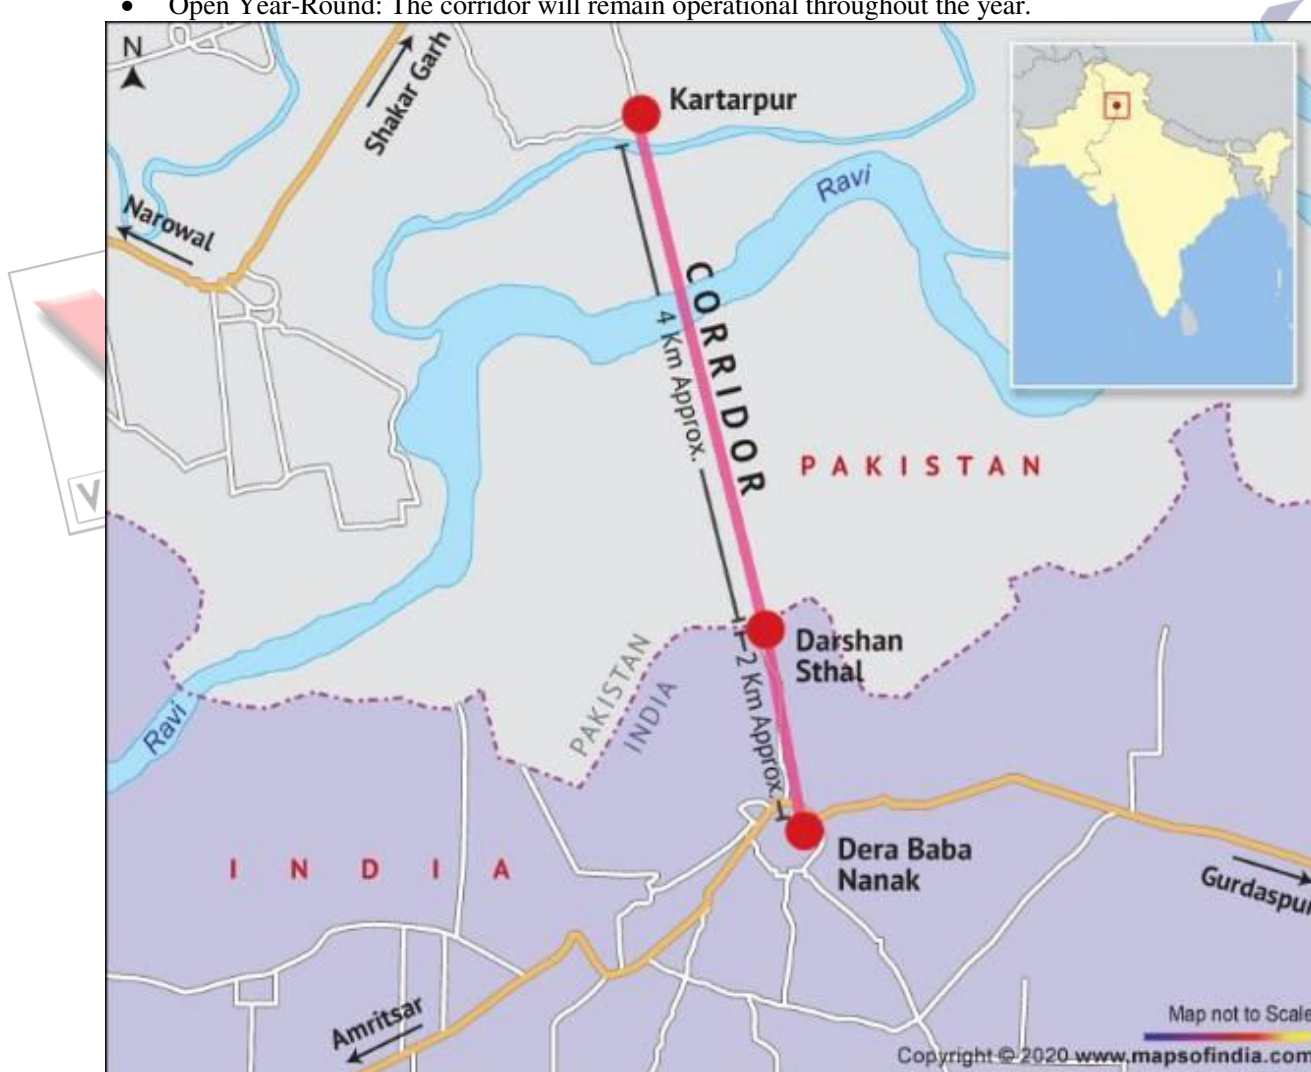 • Open Year-Round: The corridor will remain operational throughout the year.
N
Shakar Garh
Kartarpur
Ravi
Narowal
CORRIDOR
4 Km Approx.
PAKISTAN
Darshan
Sthal
PAKISTAN
INDIA
2 Km Approx.
Ravi
INDIA
Dera Baba
Nanak
Gurdaspur
Amritsar
Map not to Scale
Copyright © 2020 www.mapsofindia.com
V